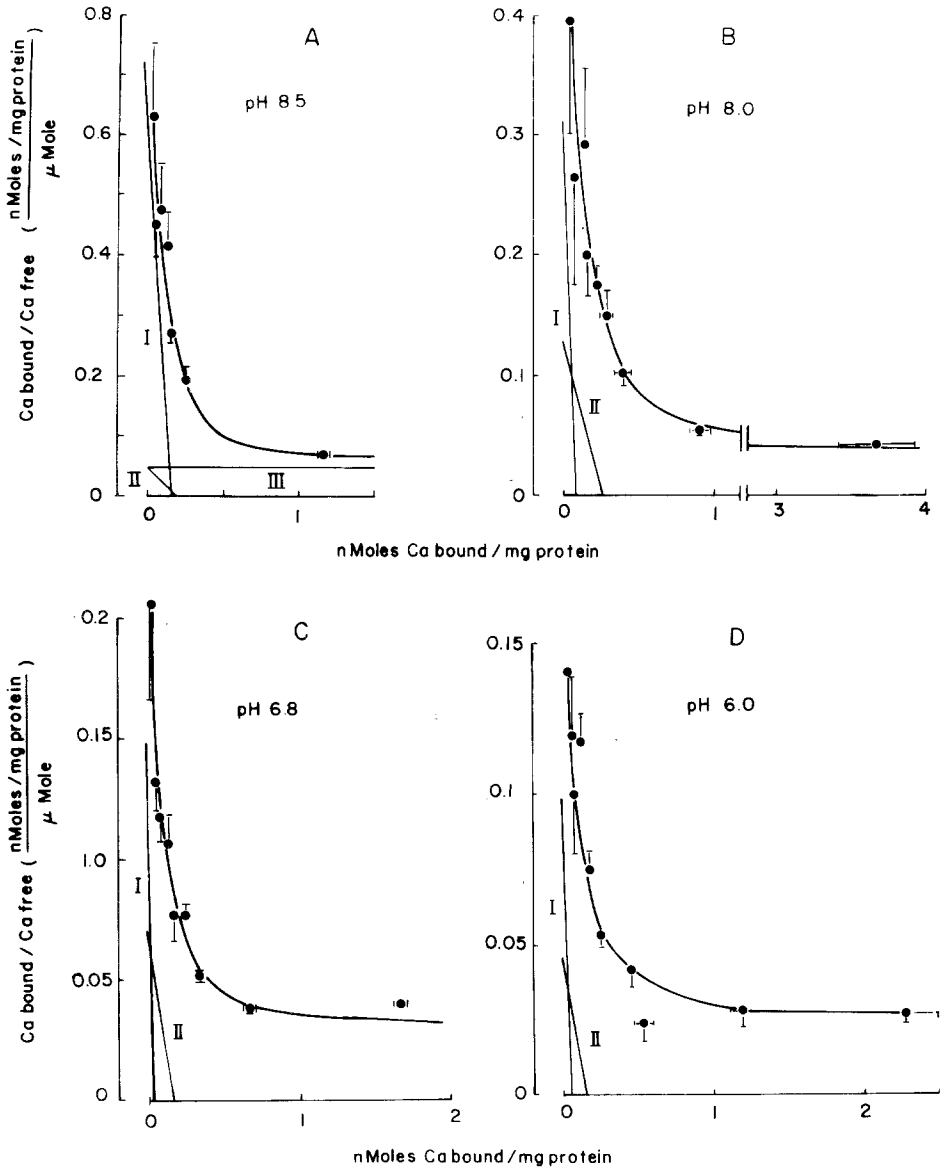 A
B
0.8
0.6
0.4
0.2
0
pH 8.5
I
II
III
0
1
0.4
0.3
0.2
0.1
0
pH 8.0
I
II
0
1
3
4
Ca bound / Ca free ( nMoles/mg protein / μ Mole )
nMoles Ca bound / mg protein
C
D
0.2
0.15
1.0
0.05
0
pH 6.8
I
II
0
1
2
0.15
0.1
0.05
0
pH 6.0
I
II
0
1
2
Ca bound / Ca free ( nMoles/mg protein / μ Mole )
nMoles Ca bound / mg protein